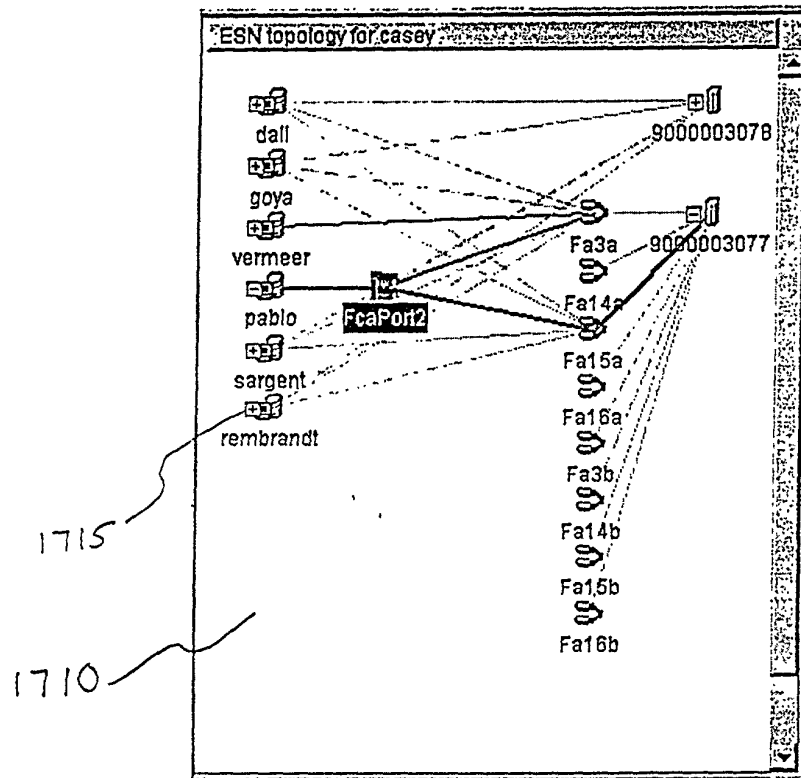 ESN topology for casey
dali
9000003078
goya
vermeer
Fa3a
9000003077
pablo
FcaPort2
Fa14a
sargent
Fa15a
rembrandt
Fa16a
Fa3b
1715
Fa14b
Fa15b
1710
Fa16b